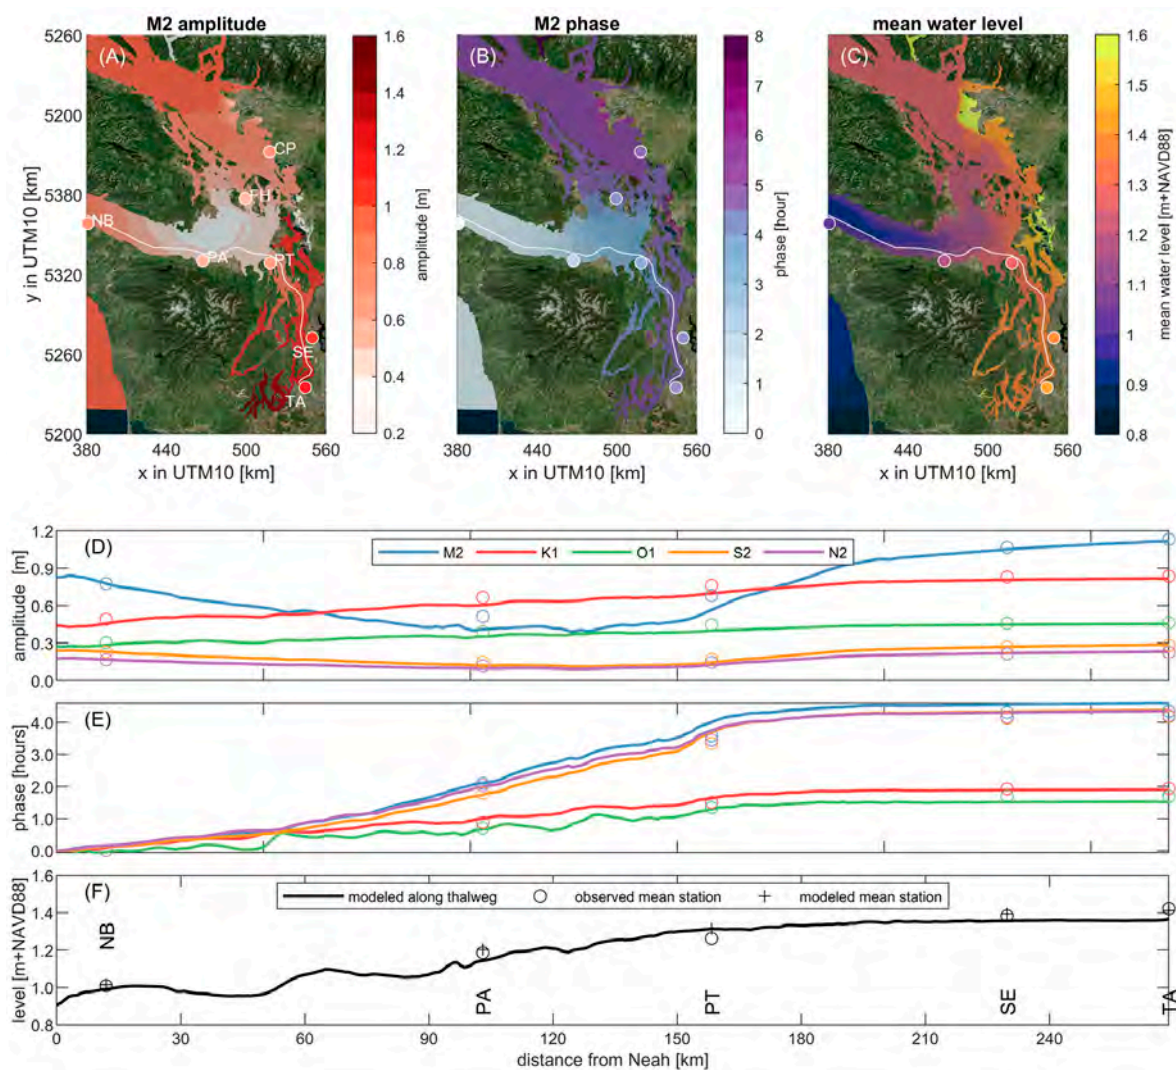 M2 amplitude
M2 phase
mean water level
5260
5200
5380
5320
5260
5200
y in UTM10 [km]
(A)
CP
FH
NB
PA
PT
SE
TA
380
440
500
560
x in UTM10 [km]
1.6
1.4
1.2
1
0.8
0.6
0.4
0.2
amplitude [m]
(B)
380
440
500
560
x in UTM10 [km]
8
7
6
5
4
3
2
1
0
phase [hour]
(C)
380
440
500
560
x in UTM10 [km]
1.6
1.5
1.4
1.3
1.2
1.1
1
0.9
0.8
mean water level [m+NAVD88]
(D)
M2 K1 O1 S2 N2
1.2
0.9
0.6
0.3
0.0
amplitude [m]
(E)
4.0
3.0
2.0
1.0
0.0
phase [hours]
(F)
modeled along thalweg observed mean station modeled mean station
1.6
1.4
1.2
1.0
0.8
level [m+NAVD88]
NB
PA
PT
SE
TA
0 30 60 90 120 150 180 210 240
distance from Neah [km]